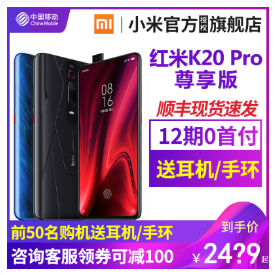 中国移动
China Mobile
mi
小米官方授权旗舰店
红米K20 Pro
尊享版
顺丰现货速发
12期0首付
送耳机/手环
前50名购机送耳机/手环
咨询客服领券可减100
到手价
¥24?9起